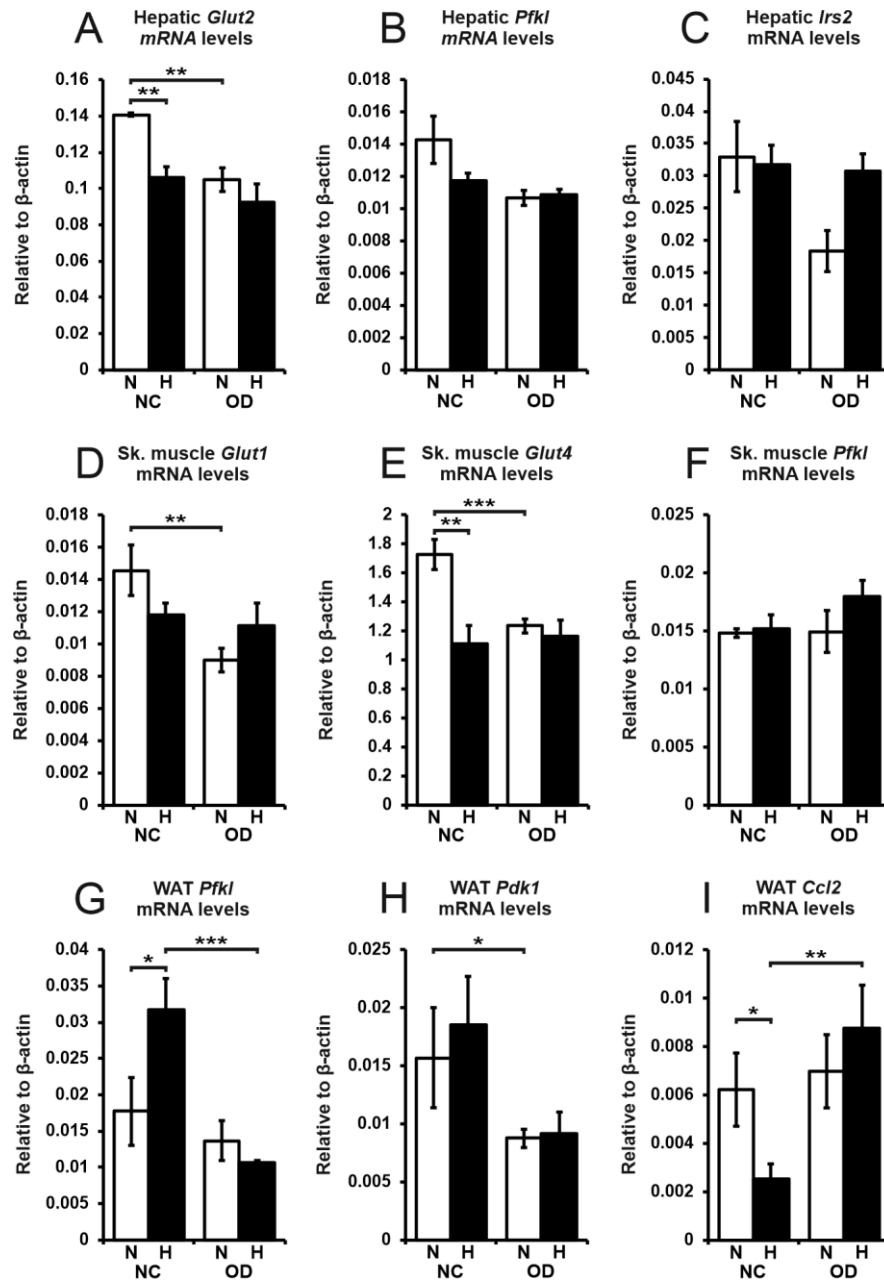 A
Hepatic Glut2
mRNA levels
Relative to β-actin
0.16
0.14
0.12
0.1
0.08
0.06
0.04
0.02
0
**
**
N H N H
NC OD
B
Hepatic Pfkl
mRNA levels
Relative to β-actin
0.018
0.016
0.014
0.012
0.01
0.008
0.006
0.004
0.002
0
N H N H
NC OD
C
Hepatic Irs2
mRNA levels
Relative to β-actin
0.045
0.04
0.035
0.03
0.025
0.02
0.015
0.01
0.005
0
N H N H
NC OD
D
Sk. muscle Glut1
mRNA levels
Relative to β-actin
0.018
0.016
0.014
0.012
0.01
0.008
0.006
0.004
0.002
0
**
N H N H
NC OD
E
Sk. muscle Glut4
mRNA levels
Relative to β-actin
2
1.8
1.6
1.4
1.2
1
0.8
0.6
0.4
0.2
0
***
**
N H N H
NC OD
F
Sk. muscle Pfkl
mRNA levels
Relative to β-actin
0.025
0.02
0.015
0.01
0.005
0
N H N H
NC OD
G
WAT Pfkl
mRNA levels
Relative to β-actin
0.04
0.035
0.03
0.025
0.02
0.015
0.01
0.005
0
***
*
N H N H
NC OD
H
WAT Pdk1
mRNA levels
Relative to β-actin
0.025
0.02
0.015
0.01
0.005
0
*
N H N H
NC OD
I
WAT Ccl2
mRNA levels
Relative to β-actin
0.012
0.01
0.008
0.006
0.004
0.002
0
**
*
N H N H
NC OD